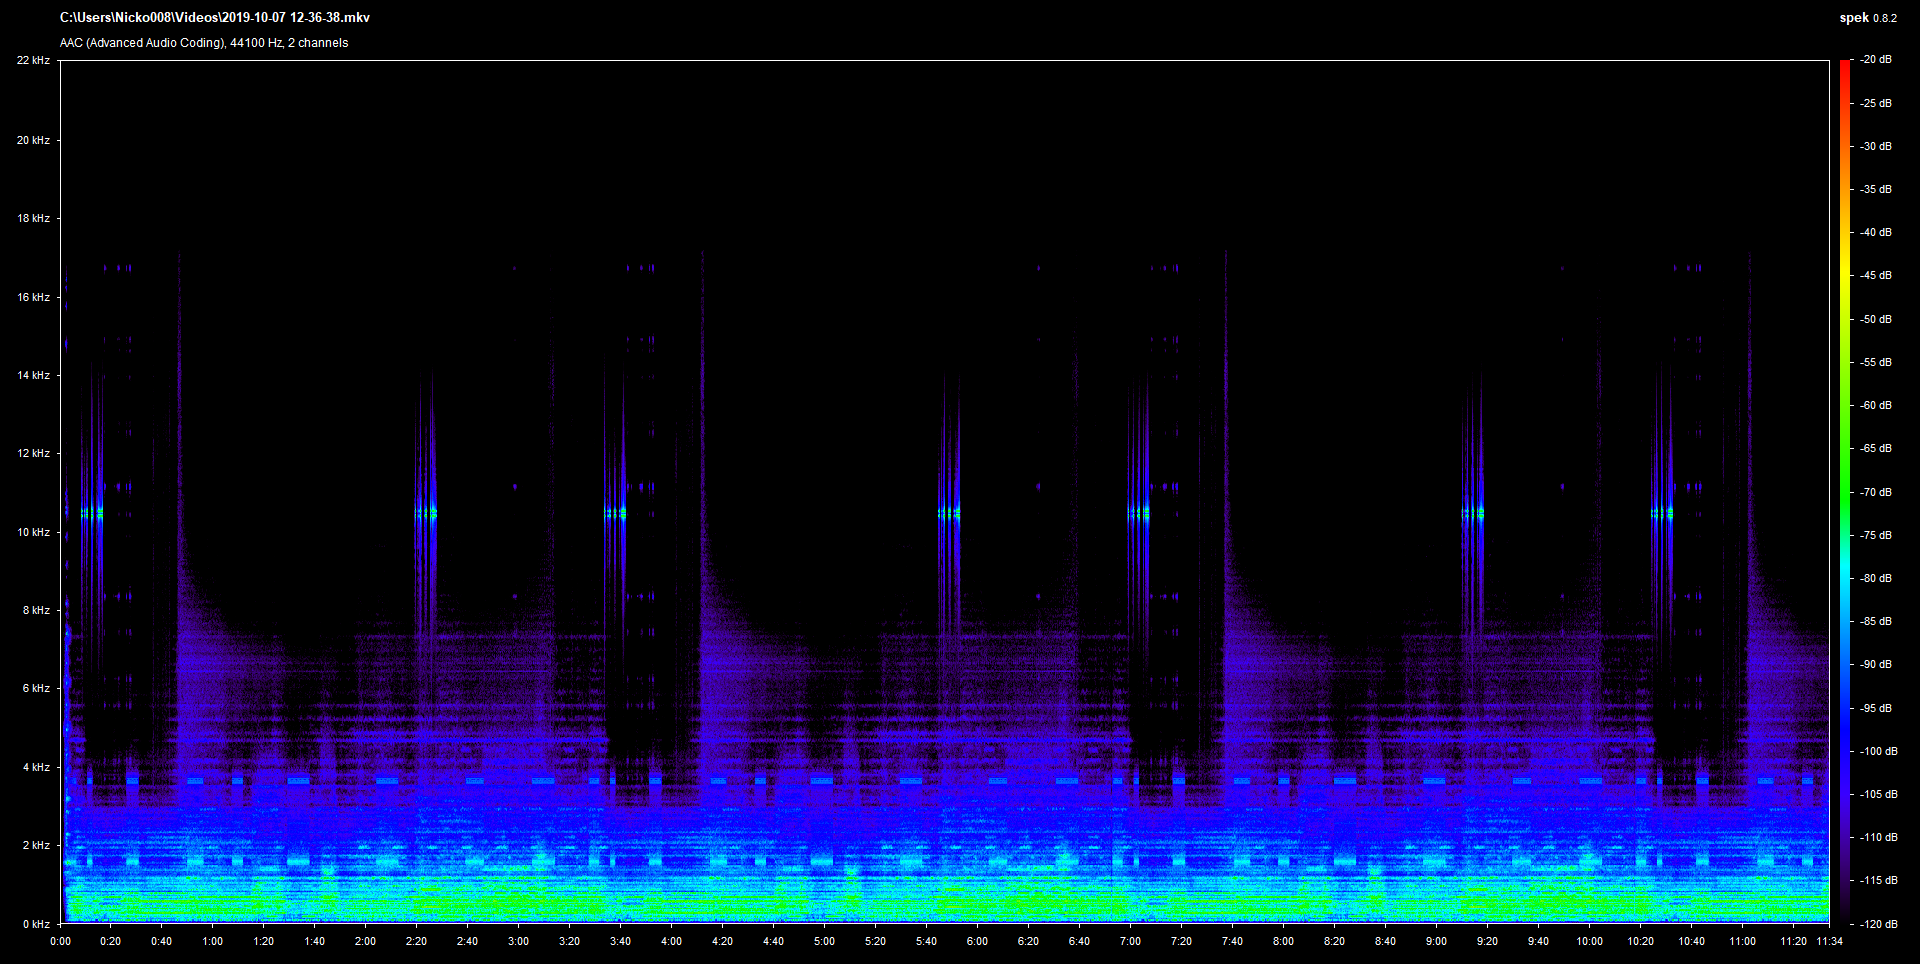 C:\Users\Nicko008\Videos\2019-10-07 12-36-38.mkv
spek 0.8.2
AAC (Advanced Audio Coding), 44100 Hz, 2 channels
22 kHz
20 kHz
18 kHz
16 kHz
14 kHz
12 kHz
10 kHz
8 kHz
6 kHz
4 kHz
2 kHz
0 kHz
-20 dB
-25 dB
-30 dB
-35 dB
-40 dB
-45 dB
-50 dB
-55 dB
-60 dB
-65 dB
-70 dB
-75 dB
-80 dB
-85 dB
-90 dB
-95 dB
-100 dB
-105 dB
-110 dB
-115 dB
-120 dB
0:00 0:20 0:40 1:00 1:20 1:40 2:00 2:20 2:40 3:00 3:20 3:40 4:00 4:20 4:40 5:00 5:20 5:40 6:00 6:20 6:40 7:00 7:20 7:40 8:00 8:20 8:40 9:00 9:20 9:40 10:00 10:20 10:40 11:00 11:20 11:34